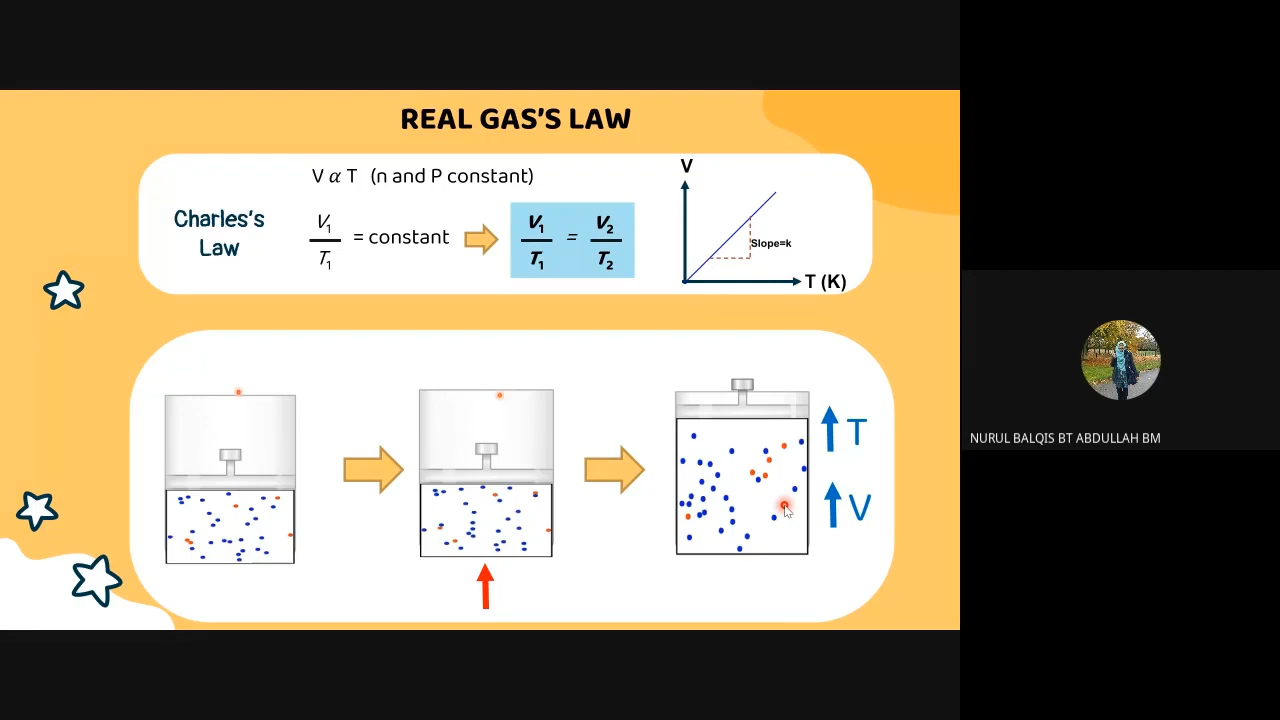 REAL GAS'S LAW
V α T (n and P constant)
Charles's
Law
V₁
T₁
= constant
V₁
T₁
=
V₂
T₂
V
Slope=k
T (K)
T
V
NURUL BALQIS BT ABDULLAH BM